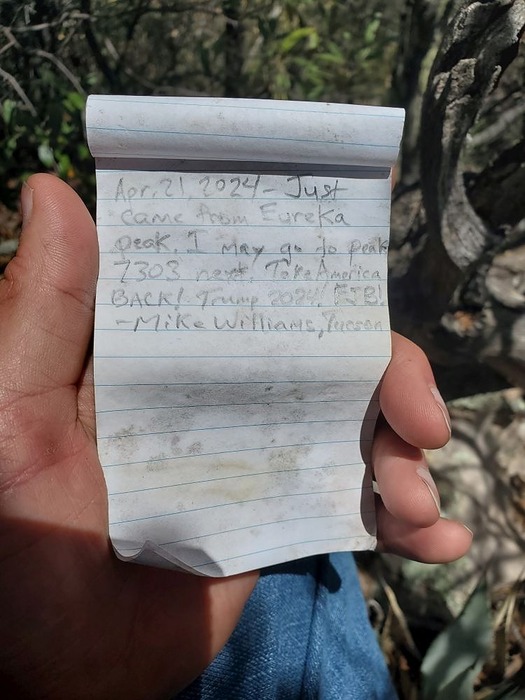 Apr. 21, 2024 - Just
came from Eureka
peak. I may go to peak
7303 next. Take America
BACK! Trump 2024! FJB!
- Mike Williams, Tucson